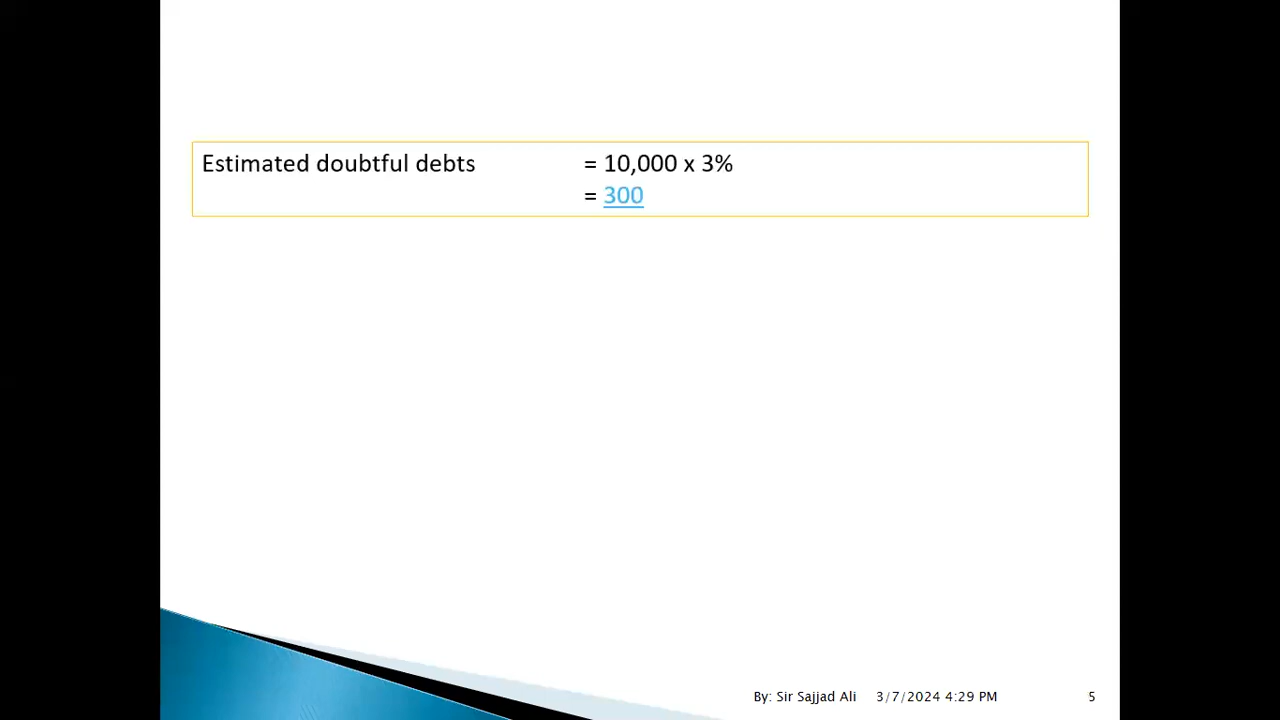 Estimated doubtful debts = 10,000 x 3%
= 300
By: Sir Sajjad Ali 3/7/2024 4:29 PM 5